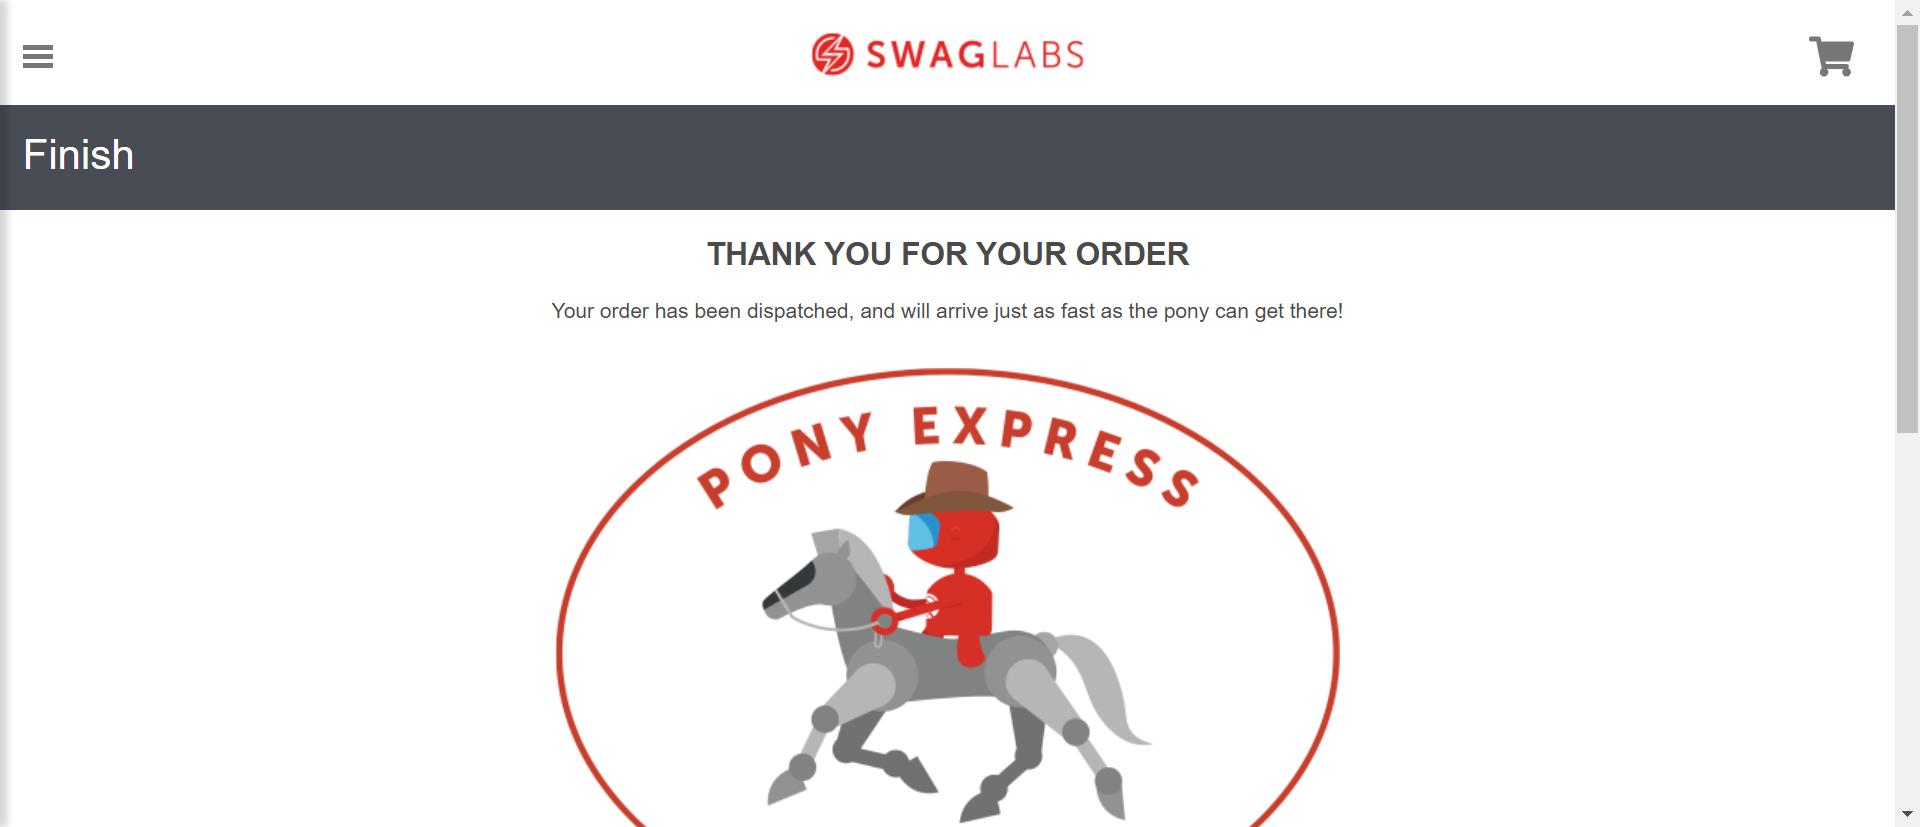 SWAGLABS
Finish
THANK YOU FOR YOUR ORDER
Your order has been dispatched, and will arrive just as fast as the pony can get there!
PONY EXPRESS